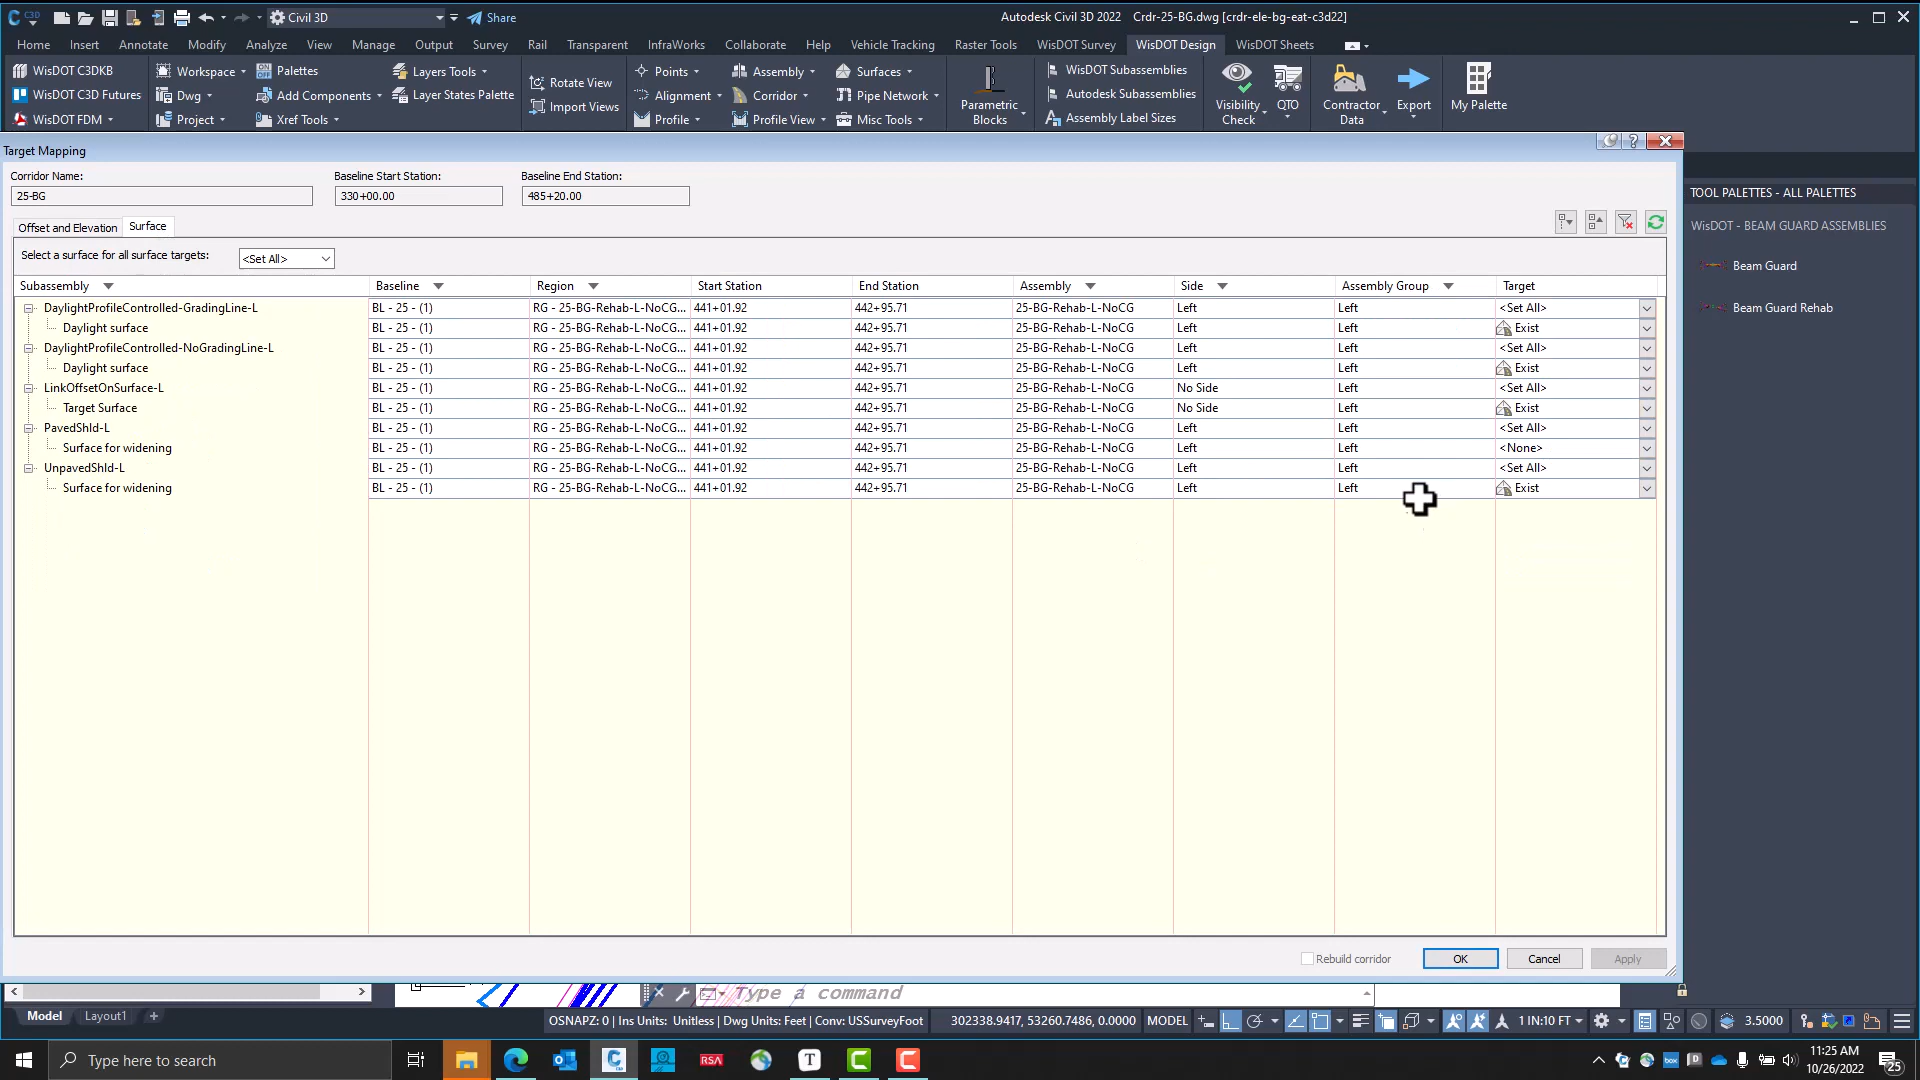 C3D
Civil 3D
Share
Autodesk Civil 3D 2022 Crdr-25-BG.dwg [crdr-ele-bg-eat-c3d22]
Home Insert Annotate Modify Analyze View Manage Output Survey Rail Transparent InfraWorks Collaborate Help Vehicle Tracking Raster Tools WisDOT Survey WisDOT Design WisDOT Sheets
WisDOT C3DKB Workspace Palettes Layers Tools Rotate View Points Assembly Surfaces WisDOT Subassemblies
WisDOT C3D Futures Dwg Add Components Layer States Palette Import Views Alignment Corridor Pipe Network Autodesk Subassemblies
WisDOT FDM Project Xref Tools Profile Profile View Misc Tools Assembly Label Sizes
Parametric Blocks
Visibility Check
QTO
Contractor Data
Export
My Palette
Target Mapping
Corridor Name: Baseline Start Station: Baseline End Station:
25-BG 330+00.00 485+20.00
Offset and Elevation Surface
Select a surface for all surface targets: <Set All>
Subassembly Baseline Region Start Station End Station Assembly Side Assembly Group Target
DaylightProfileControlled-GradingLine-L BL - 25 - (1) RG - 25-BG-Rehab-L-NoCG... 441+01.92 442+95.71 25-BG-Rehab-L-NoCG Left Left <Set All>
Daylight surface BL - 25 - (1) RG - 25-BG-Rehab-L-NoCG... 441+01.92 442+95.71 25-BG-Rehab-L-NoCG Left Left Exist
DaylightProfileControlled-NoGradingLine-L BL - 25 - (1) RG - 25-BG-Rehab-L-NoCG... 441+01.92 442+95.71 25-BG-Rehab-L-NoCG Left Left <Set All>
Daylight surface BL - 25 - (1) RG - 25-BG-Rehab-L-NoCG... 441+01.92 442+95.71 25-BG-Rehab-L-NoCG Left Left Exist
LinkOffsetOnSurface-L BL - 25 - (1) RG - 25-BG-Rehab-L-NoCG... 441+01.92 442+95.71 25-BG-Rehab-L-NoCG No Side Left <Set All>
Target Surface BL - 25 - (1) RG - 25-BG-Rehab-L-NoCG... 441+01.92 442+95.71 25-BG-Rehab-L-NoCG No Side Left Exist
PavedShld-L BL - 25 - (1) RG - 25-BG-Rehab-L-NoCG... 441+01.92 442+95.71 25-BG-Rehab-L-NoCG Left Left <Set All>
Surface for widening BL - 25 - (1) RG - 25-BG-Rehab-L-NoCG... 441+01.92 442+95.71 25-BG-Rehab-L-NoCG Left Left <None>
UnpavedShld-L BL - 25 - (1) RG - 25-BG-Rehab-L-NoCG... 441+01.92 442+95.71 25-BG-Rehab-L-NoCG Left Left <Set All>
Surface for widening BL - 25 - (1) RG - 25-BG-Rehab-L-NoCG... 441+01.92 442+95.71 25-BG-Rehab-L-NoCG Left Left Exist
Rebuild corridor OK Cancel Apply
TOOL PALETTES - ALL PALETTES
WisDOT - BEAM GUARD ASSEMBLIES
Beam Guard
Beam Guard Rehab
Type a command
Model Layout1 +
OSNAPZ: 0 | Ins Units: Unitless | Dwg Units: Feet | Conv: USSurveyFoot 302338.9417, 53260.7486, 0.0000 MODEL 1 IN:10 FT 3.5000
Type here to search
RSA
T
box
11:25 AM
10/26/2022
25